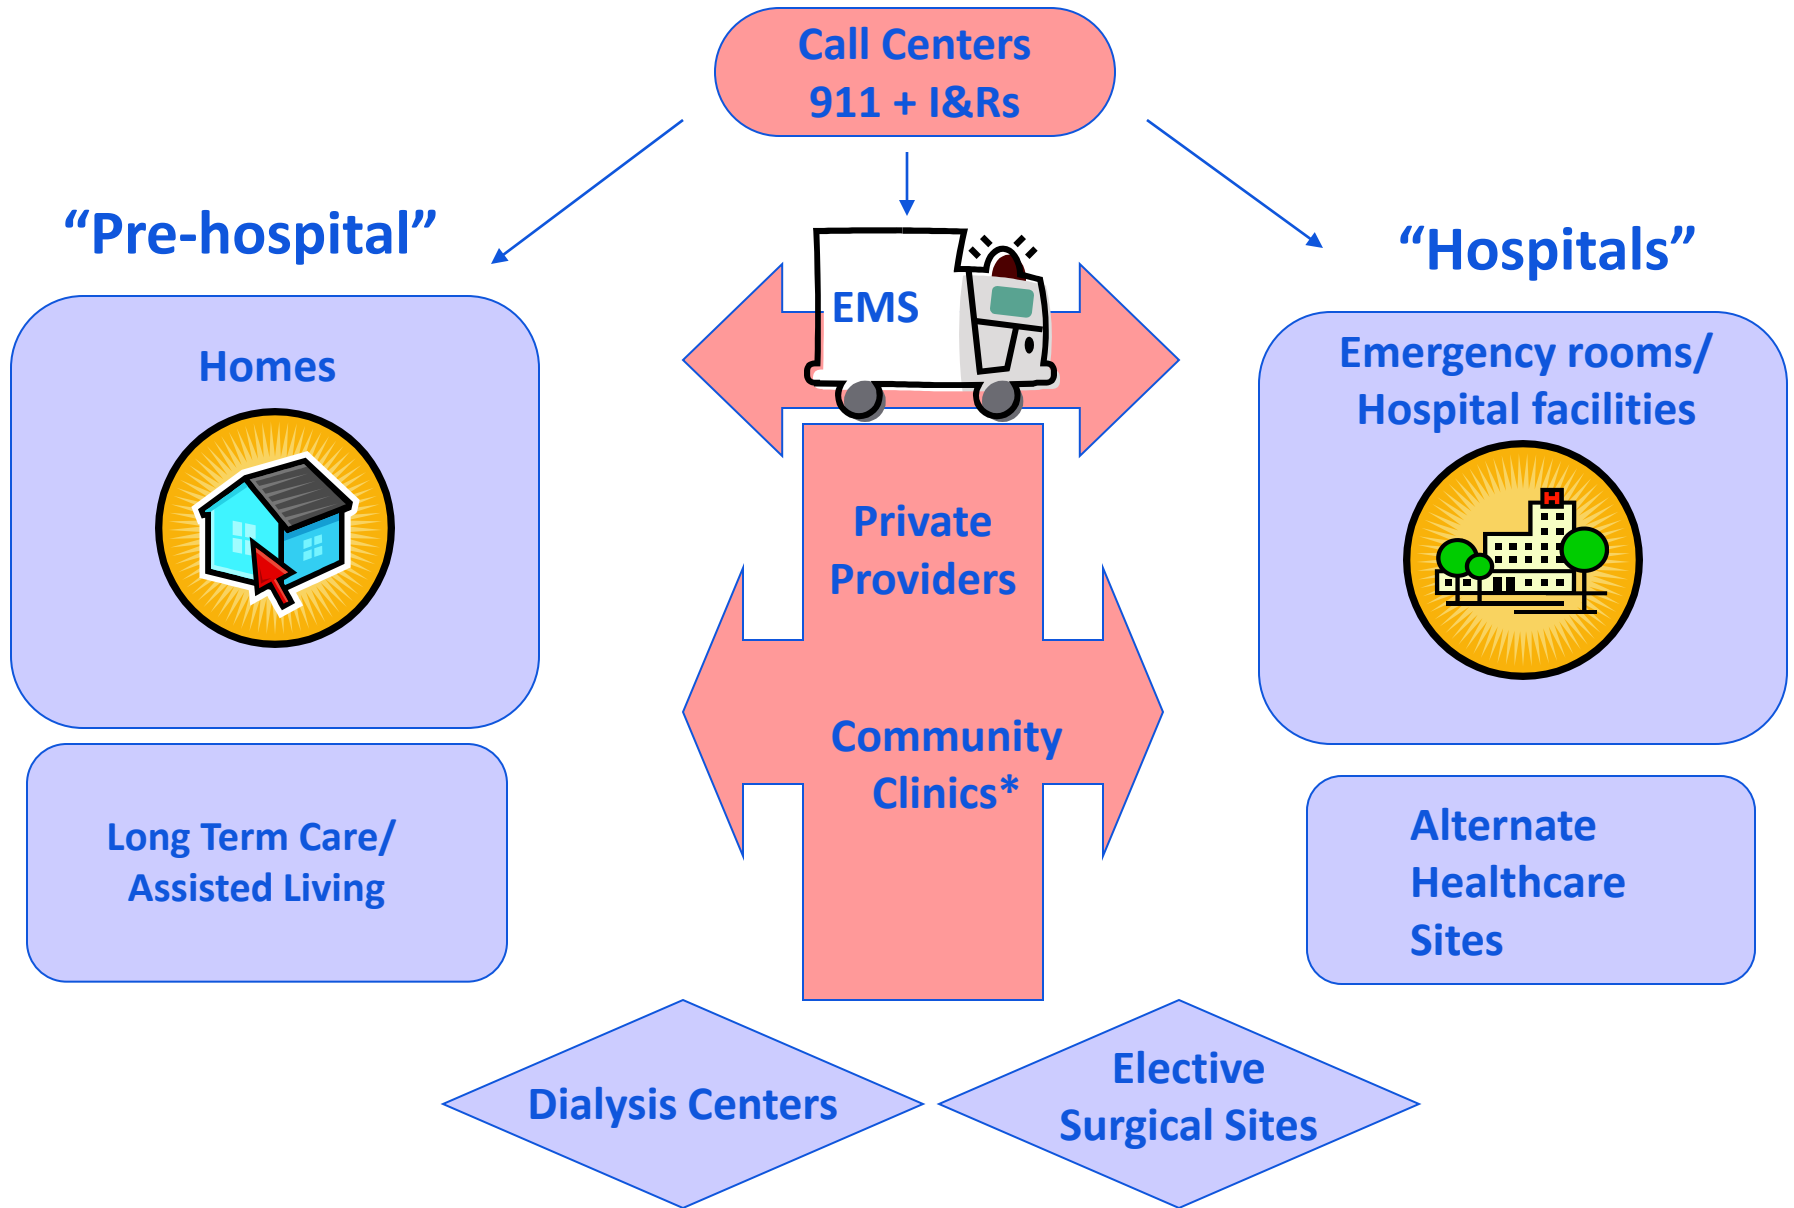 Call Centers
911 + I&Rs
“Pre-hospital”
“Hospitals”
EMS
Homes
Emergency rooms/
Hospital facilities
H
Private
Providers
Community
Clinics*
Long Term Care/
Assisted Living
Alternate
Healthcare
Sites
Dialysis Centers
Elective
Surgical Sites